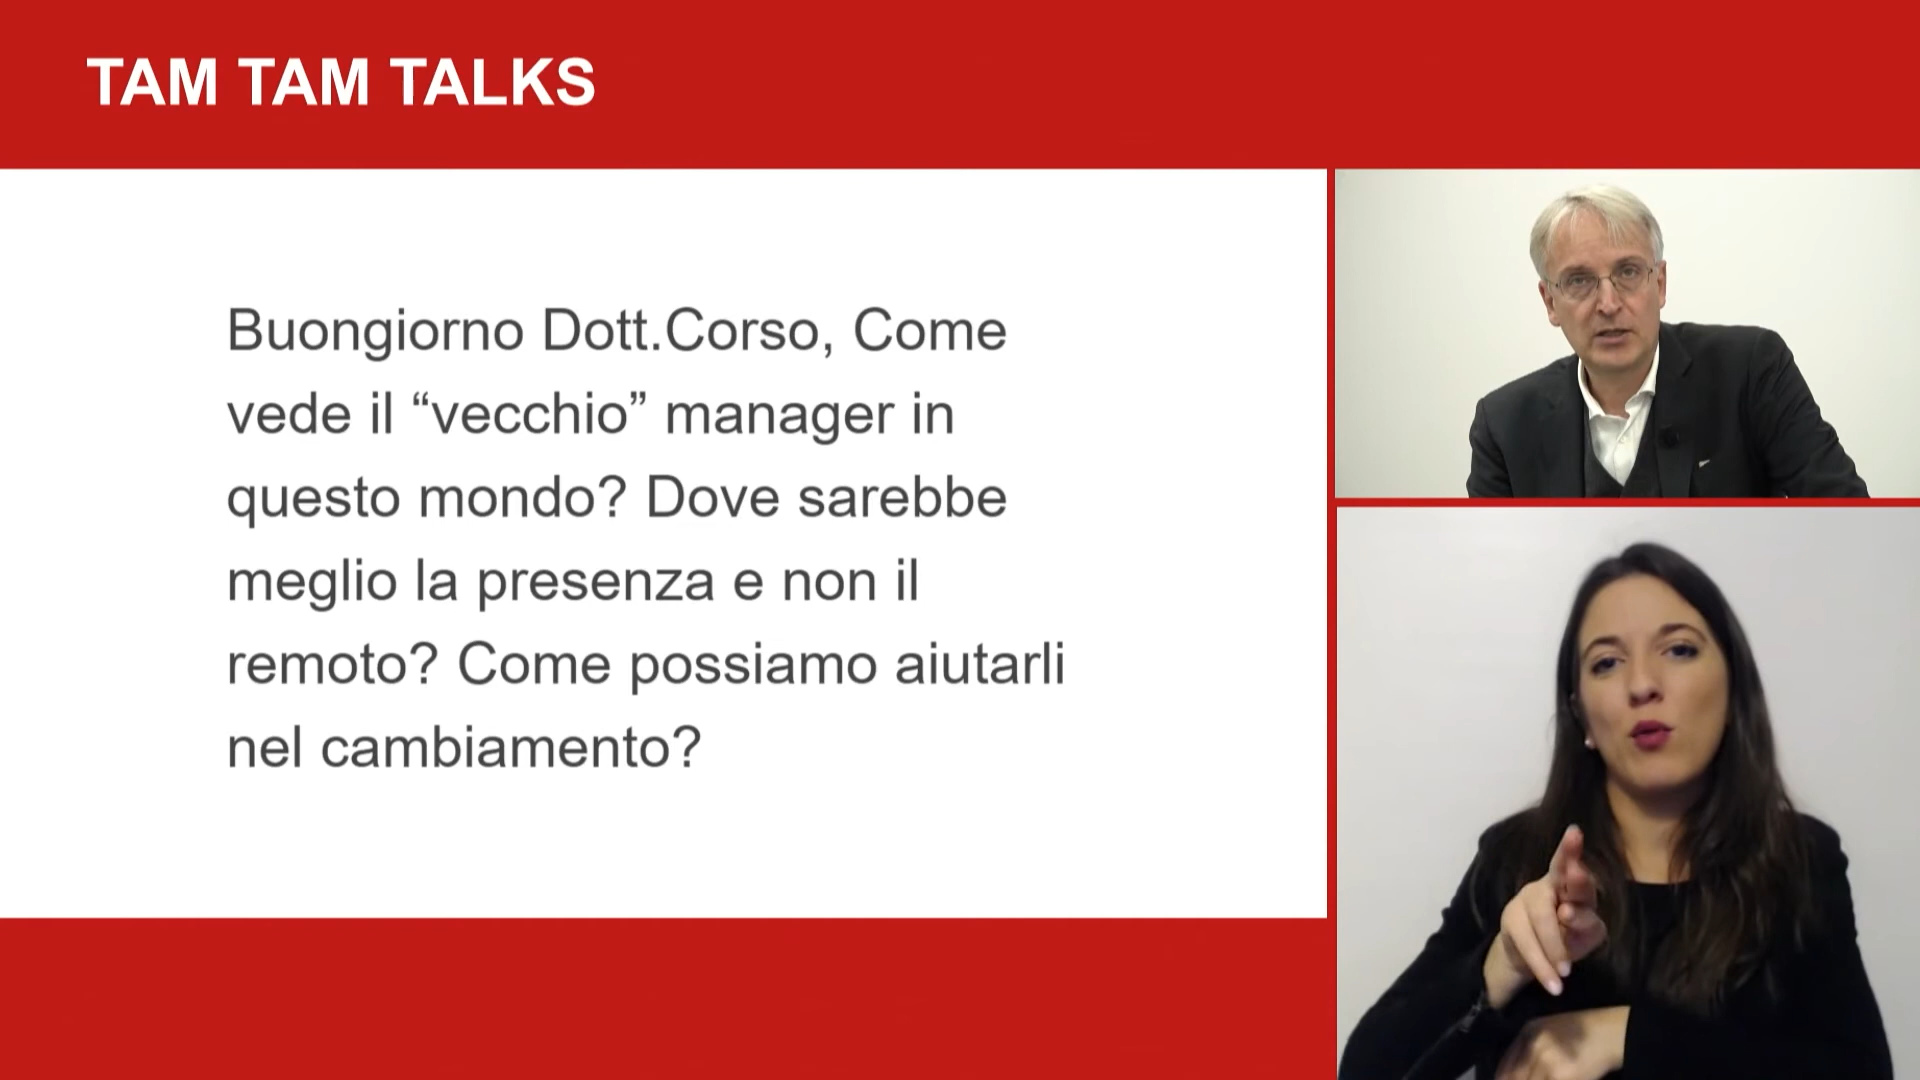 TAM TAM TALKS
Buongiorno Dott.Corso, Come
vede il “vecchio” manager in
questo mondo? Dove sarebbe
meglio la presenza e non il
remoto? Come possiamo aiutarli
nel cambiamento?